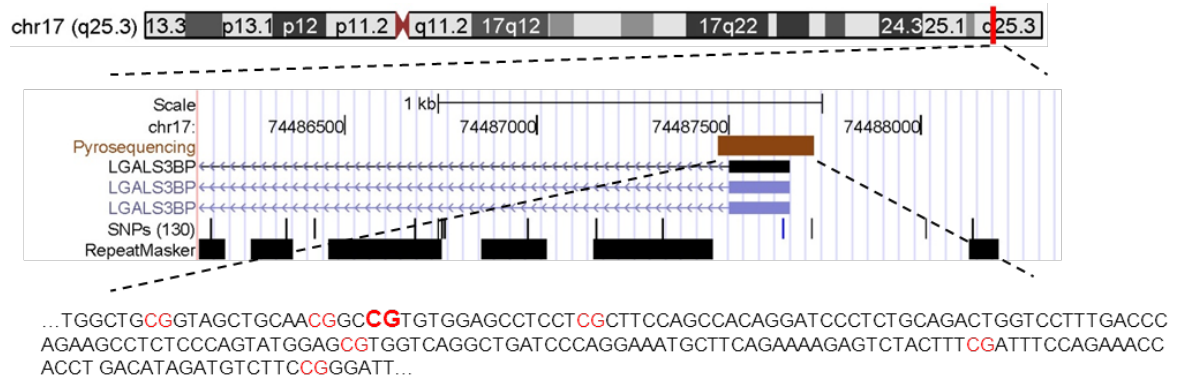 chr17 (q25.3) 13.3 p13.1 p12 p11.2 q11.2 17q12 17q22 24.3 25.1 q25.3
Scale 1 kb
chr17: 74486500 74487000 74487500 74488000
Pyrosequencing
LGALS3BP
LGALS3BP
LGALS3BP
SNPs (130)
RepeatMasker
...TGGCTGCGGTAGCTGCAACGGGCCGTGTGGAGCCTCCTCGCTTCCAGCCACAGGATCCCTCTGCAGACTGGTCCTTTGACCC
AGAAGCCTCTCCCAGTATGGAGCGTGGTCAGGCTGATCCCAGGAAATGCTTCAGAAAAGAGTCTACTTTCGATTTCCAGAAACC
ACCT GACATAGATGTCTTCCGGGATT...